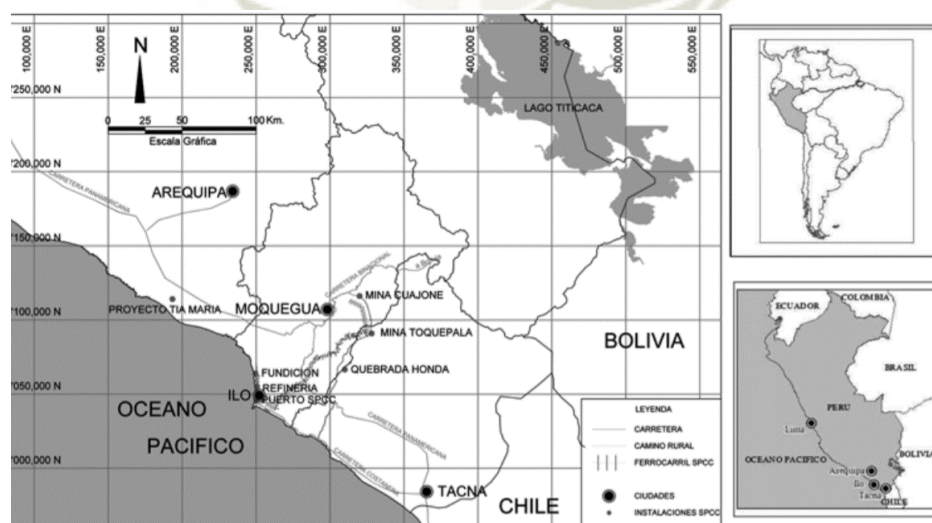 100,000 E
150,000 E
200,000 E
250,000 E
300,000 E
350,000 E
400,000 E
450,000 E
500,000 E
550,000 E
N
0 25 50 100 Km.
Escala Gráfica
'250,000 N
'200,000 N
'150,000 N
'100,000 N
'050,000 N
'000,000 N
LAGO TITICACA
CARRETERA PANAMERICANA
AREQUIPA
CARRETERA BINACIONAL
PROYECTO TIA MARIA
MOQUEGUA
MINA CUAJONE
MINA TOQUEPALA
BOLIVIA
QUEBRADA HONDA
FUNDICION
ILO
REFINERIA
PUERTO SPCC
OCEANO
PACIFICO
CARRETERA PANAMERICANA
CARRETERA COSTANERA
TACNA
CHILE
LEYENDA
CARRETERA
CAMINO RURAL
FERROCARRIL SPCC
CIUDADES
INSTALACIONES SPCC
ECUADOR
COLOMBIA
BRASIL
PERU
Lima
OCEANO PACIFICO
BOLIVIA
Arequipa
Ilo
Tacna
CHILE